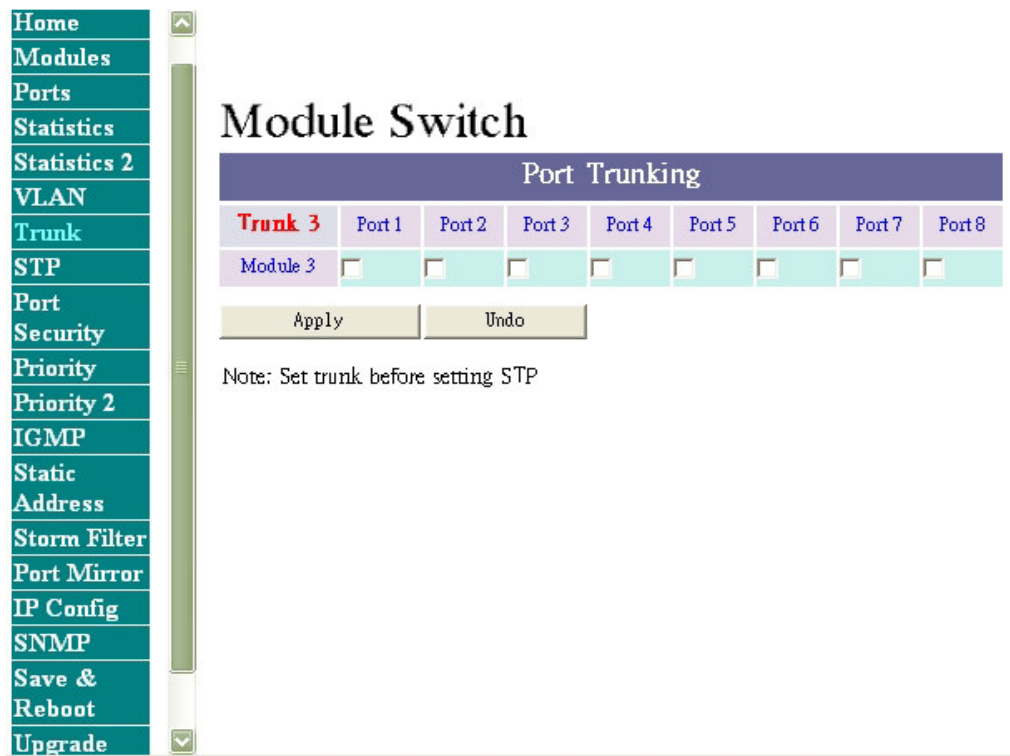 Home
Modules
Ports
Statistics
Statistics 2
VLAN
Trunk
STP
Port
Security
Priority
Priority 2
IGMP
Static
Address
Storm Filter
Port Mirror
IP Config
SNMP
Save &
Reboot
Upgrade
Module Switch
Port Trunking
Trunk 3 Port 1 Port 2 Port 3 Port 4 Port 5 Port 6 Port 7 Port 8
Module 3
Apply Undo
Note: Set trunk before setting STP